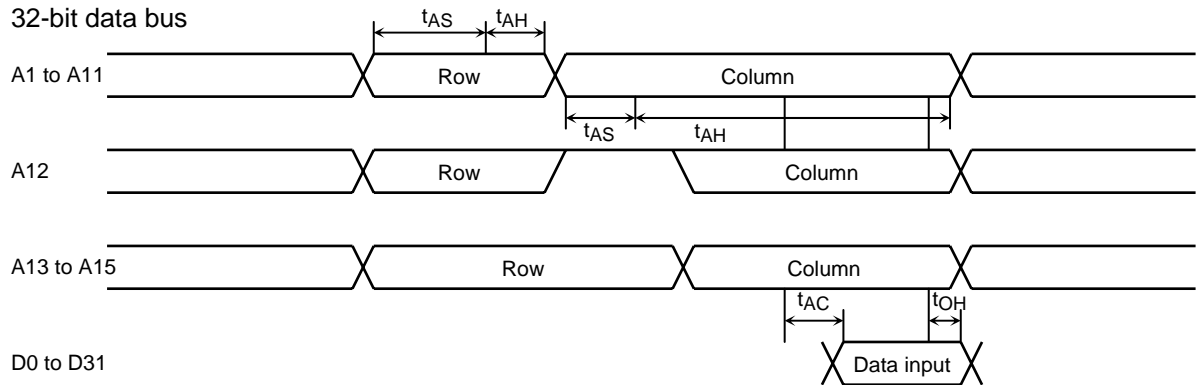 32-bit data bus
tAS tAH
A1 to A11 Row Column
tAS tAH
A12 Row Column
A13 to A15 Row Column
tAC tOH
D0 to D31 Data input